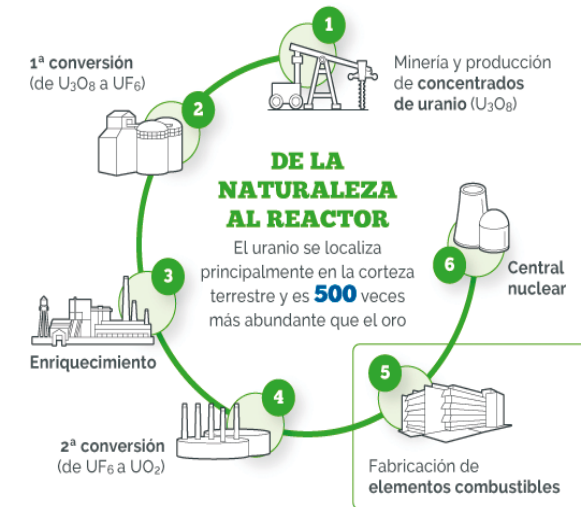 1
Minería y producción
de concentrados
de uranio (U₃O₈)
1ª conversión
(de U₃O₈ a UF₆)
2
DE LA
NATURALEZA
AL REACTOR
El uranio se localiza
principalmente en la corteza
terrestre y es 500 veces
más abundante que el oro
3
Enriquecimiento
4
2ª conversión
(de UF₆ a UO₂)
5
Fabricación de
elementos combustibles
6
Central
nuclear